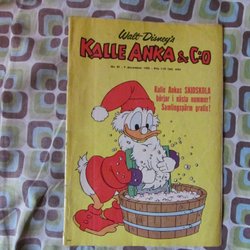 Walt Disney's
KALLE ANKA & C:O
Kalle Ankas SKIDSKOLA
börjar i nästa nummer!
Samlingspärm gratis!